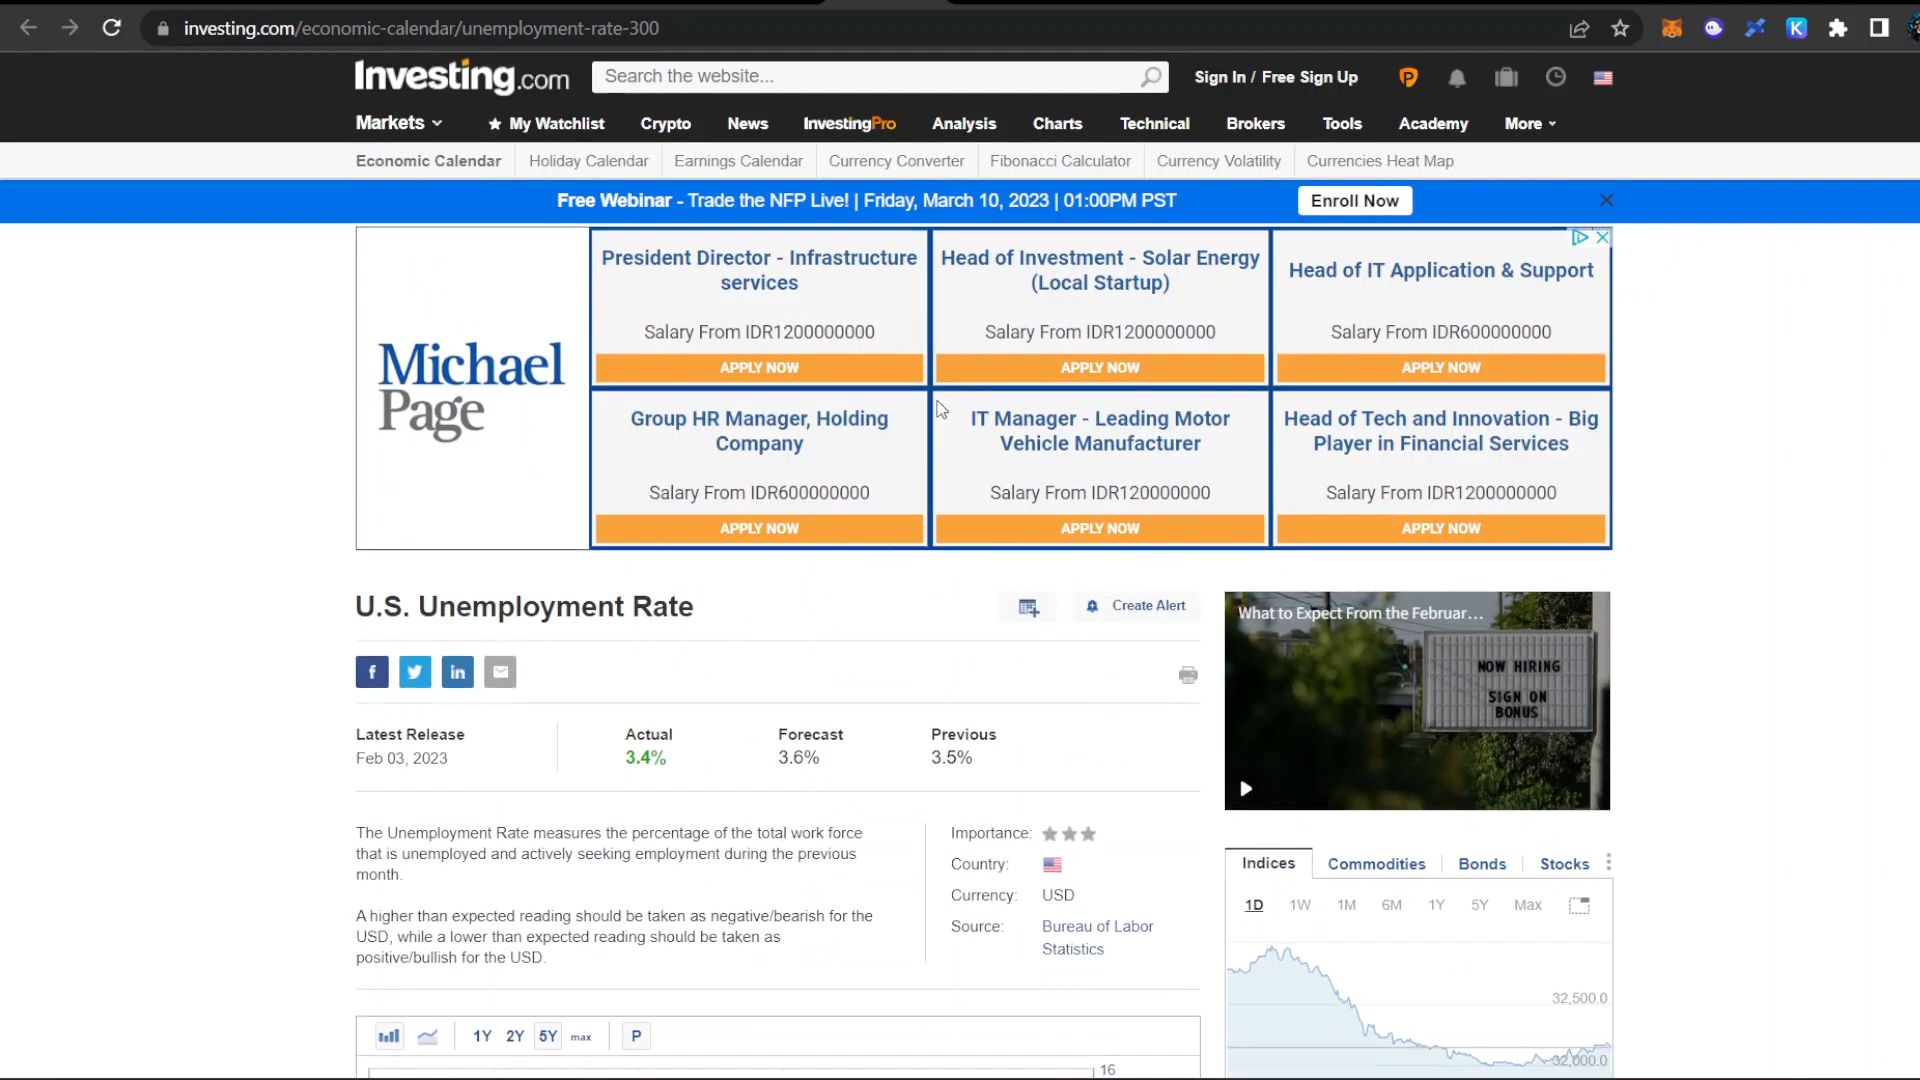 investing.com/economic-calendar/unemployment-rate-300
K
Investing.com
Search the website...
Sign In / Free Sign Up
P
Markets
My Watchlist
Crypto
News
InvestingPro
Analysis
Charts
Technical
Brokers
Tools
Academy
More
Economic Calendar
Holiday Calendar
Earnings Calendar
Currency Converter
Fibonacci Calculator
Currency Volatility
Currencies Heat Map
Free Webinar - Trade the NFP Live! | Friday, March 10, 2023 | 01:00PM PST
Enroll Now
Michael
Page
President Director - Infrastructure
services
Salary From IDR1200000000
APPLY NOW
Head of Investment - Solar Energy
(Local Startup)
Salary From IDR1200000000
APPLY NOW
Head of IT Application & Support
Salary From IDR600000000
APPLY NOW
Group HR Manager, Holding
Company
Salary From IDR600000000
APPLY NOW
IT Manager - Leading Motor
Vehicle Manufacturer
Salary From IDR120000000
APPLY NOW
Head of Tech and Innovation - Big
Player in Financial Services
Salary From IDR1200000000
APPLY NOW
U.S. Unemployment Rate
Create Alert
What to Expect From the Februar...
NOW HIRING
SIGN ON
BONUS
f
in
Latest Release
Feb 03, 2023
Actual
3.4%
Forecast
3.6%
Previous
3.5%
The Unemployment Rate measures the percentage of the total work force
that is unemployed and actively seeking employment during the previous
month.
A higher than expected reading should be taken as negative/bearish for the
USD, while a lower than expected reading should be taken as
positive/bullish for the USD.
Importance:
Country:
Currency: USD
Source: Bureau of Labor
Statistics
Indices
Commodities
Bonds
Stocks
1D
1W
1M
6M
1Y
5Y
Max
32,500.0
32,000.0
1Y
2Y
5Y
max
P
16